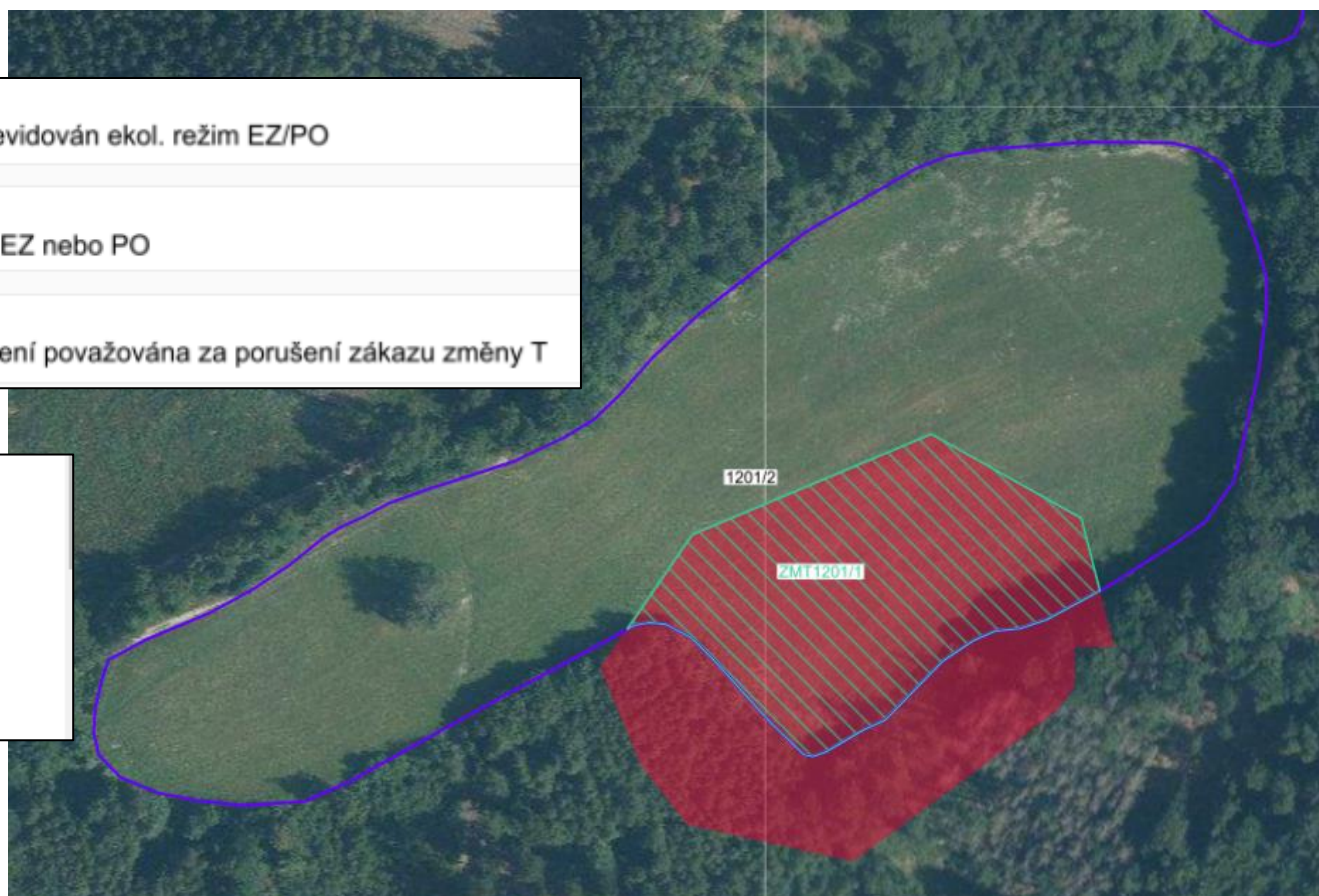 evidován ekol. režim EZ/PO
EZ nebo PO
ení považována za porušení zákazu změny T
1201/2
ZMT1201/1